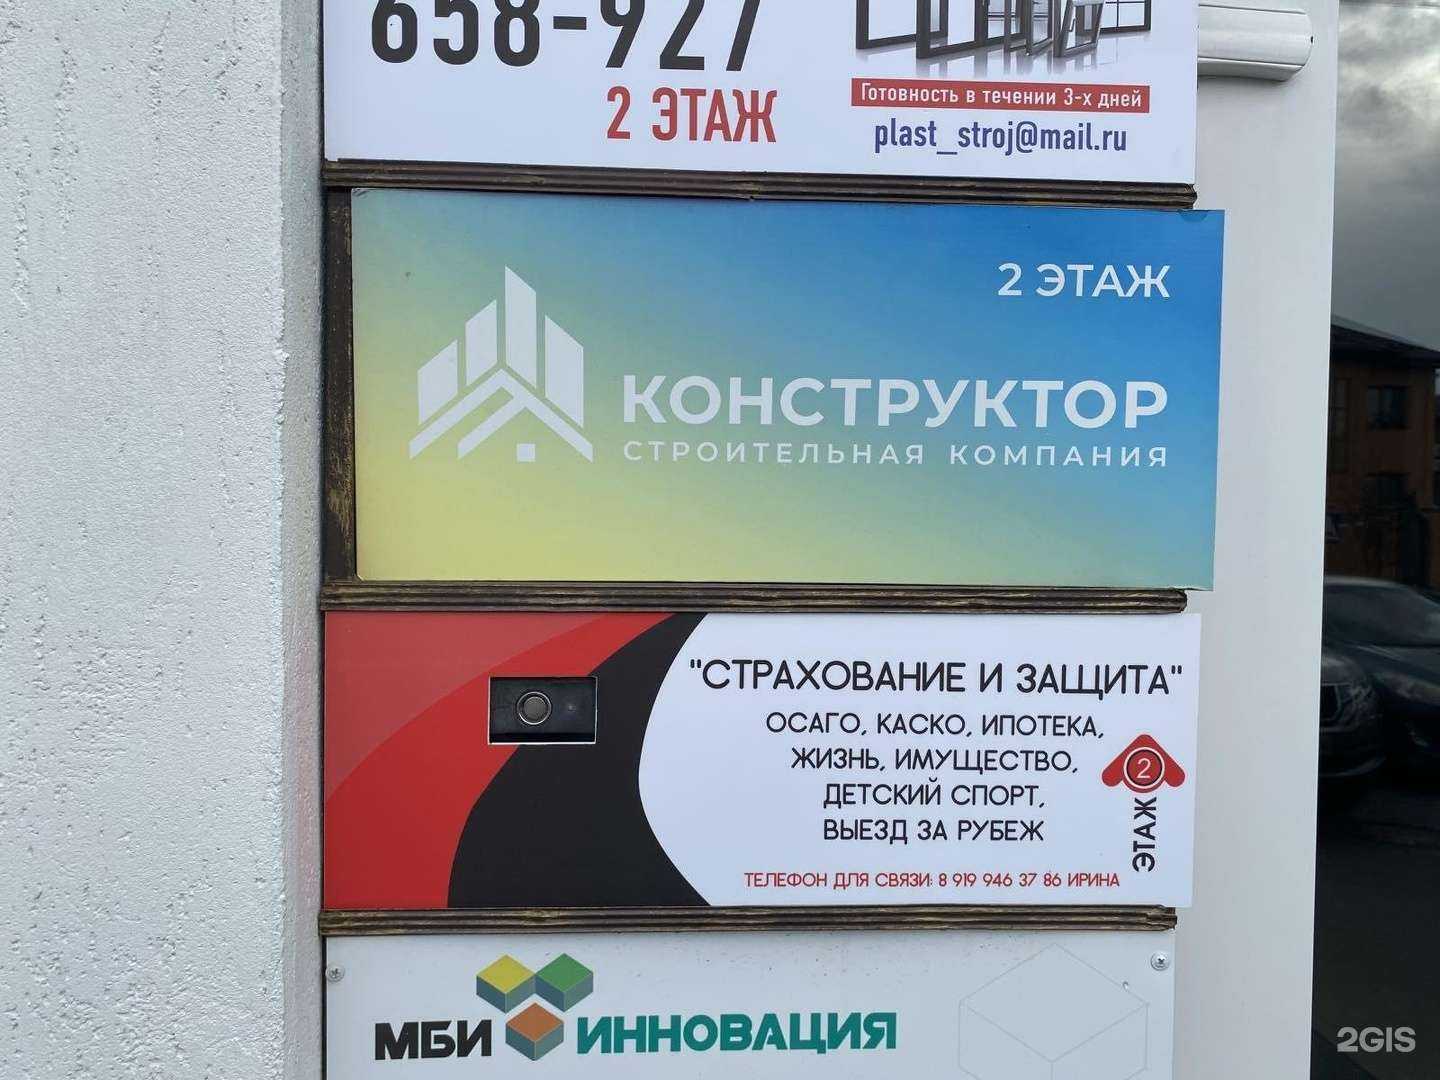 658-927
2 ЭТАЖ
Готовность в течении 3-х дней
plast_stroj@mail.ru
2 ЭТАЖ
КОНСТРУКТОР
СТРОИТЕЛЬНАЯ КОМПАНИЯ
"СТРАХОВАНИЕ И ЗАЩИТА"
ОСАГО, КАСКО, ИПОТЕКА,
ЖИЗНЬ, ИМУЩЕСТВО,
ДЕТСКИЙ СПОРТ,
ВЫЕЗД ЗА РУБЕЖ
2
ЭТАЖ
ТЕЛЕФОН ДЛЯ СВЯЗИ: 8 919 946 37 86 ИРИНА
МБИ ИННОВАЦИЯ
2GIS